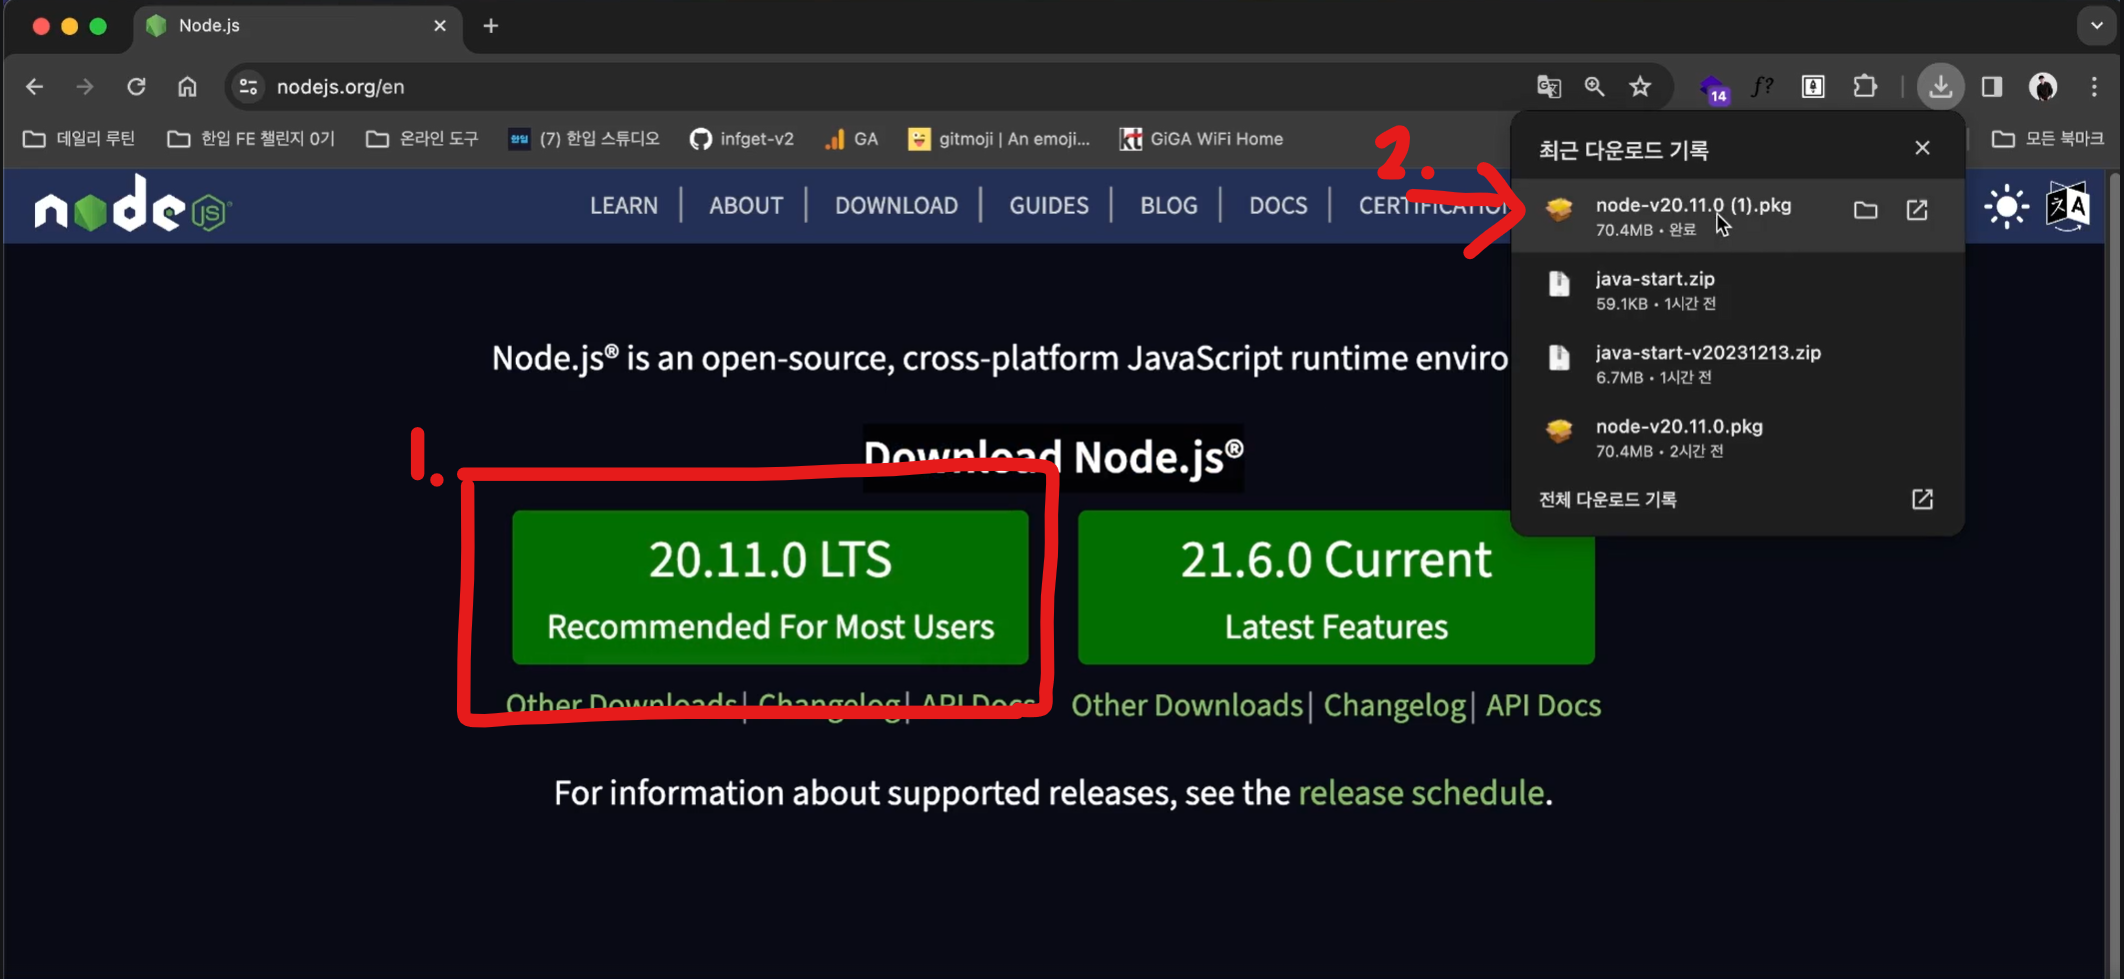 Node.js
nodejs.org/en
14
f?
데일리 루틴
한입 FE 챌린지 0기
온라인 도구
한입
(7) 한입 스튜디오
infget-v2
GA
gitmoji | An emoji...
kt
GiGA WiFi Home
모든 북마크
node JS
LEARN | ABOUT | DOWNLOAD | GUIDES | BLOG | DOCS | CERTIFICATION
2.
최근 다운로드 기록
node-v20.11.0 (1).pkg
70.4MB • 완료
java-start.zip
59.1KB • 1시간 전
java-start-v20231213.zip
6.7MB • 1시간 전
node-v20.11.0.pkg
70.4MB • 2시간 전
전체 다운로드 기록
Node.js® is an open-source, cross-platform JavaScript runtime enviro
Download Node.js®
1.
20.11.0 LTS
Recommended For Most Users
21.6.0 Current
Latest Features
Other Downloads | Changelog | API Docs
Other Downloads | Changelog | API Docs
For information about supported releases, see the release schedule.